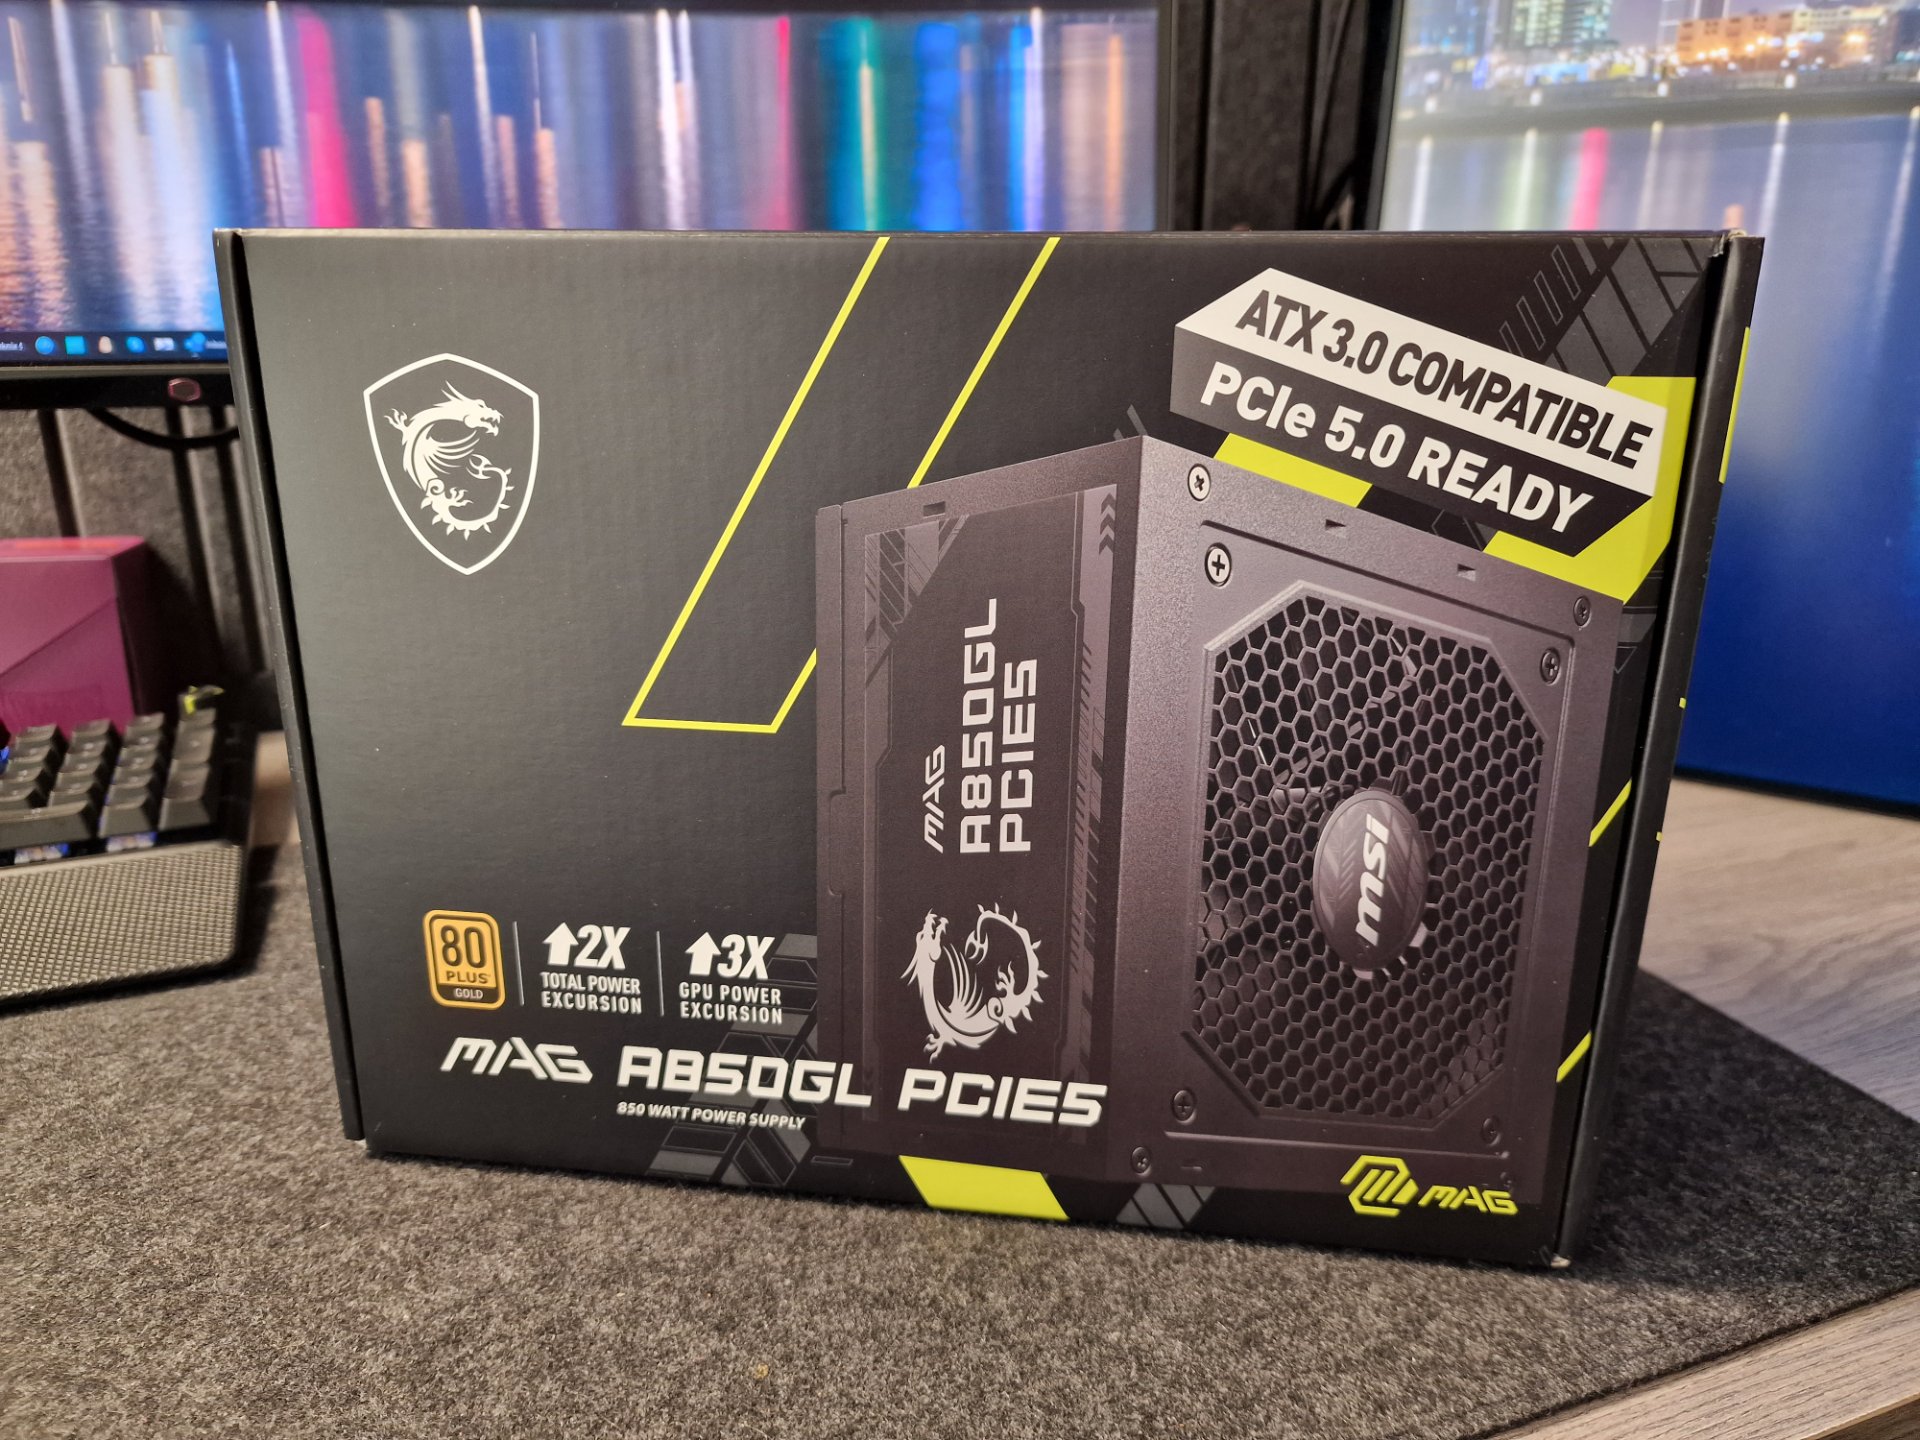 ATX 3.0 COMPATIBLE
PCIe 5.0 READY
MAG
A850GL
PCIE5
msi
80
PLUS
GOLD
2X
TOTAL POWER
EXCURSION
3X
GPU POWER
EXCURSION
MAG A850GL PCIE5
850 WATT POWER SUPPLY
MAG